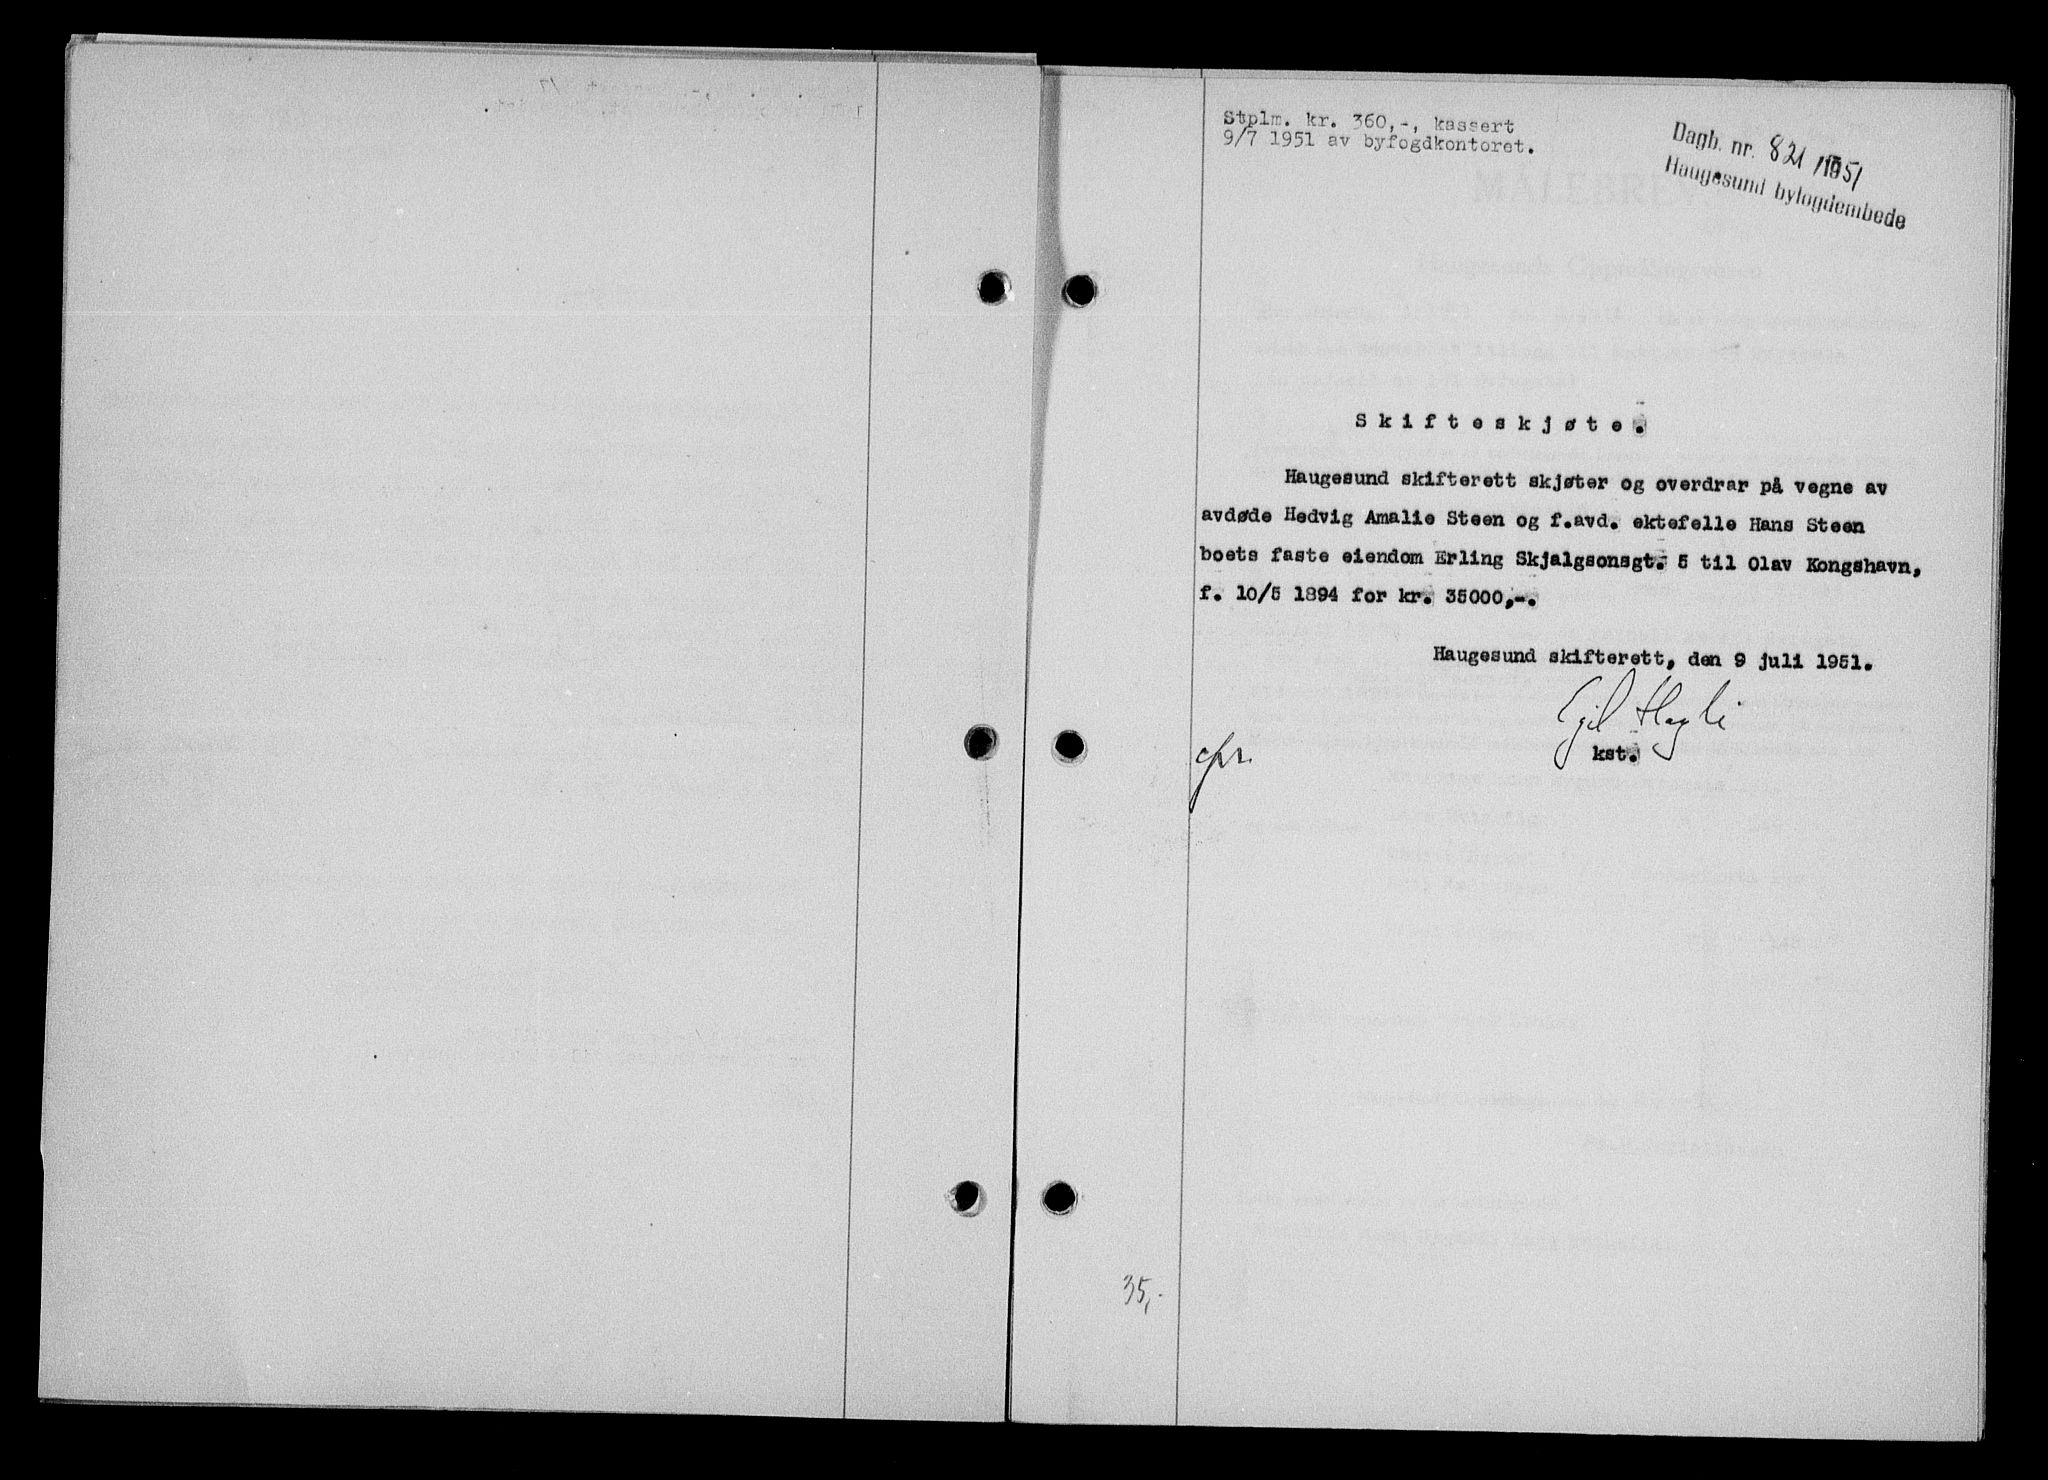 Stplm. kr. 360,-, kassert
9/7 1951 av byfogdkontoret.
Dagb. nr. 821/1951
Haugesund byfogdembede
Skifteskjøte.
Haugesund skifterett skjøter og overdrar på vegne av
avdøde Hedvig Amalie Steen og f.avd. ektefelle Hans Steen
boets faste eiendom Erling Skjalgsonsgt. 5 til Olav Kongshavn,
f. 10/5 1894 for kr. 35000,-.
Haugesund skifterett, den 9 juli 1951.
Egil Hagli
kst.
35,-